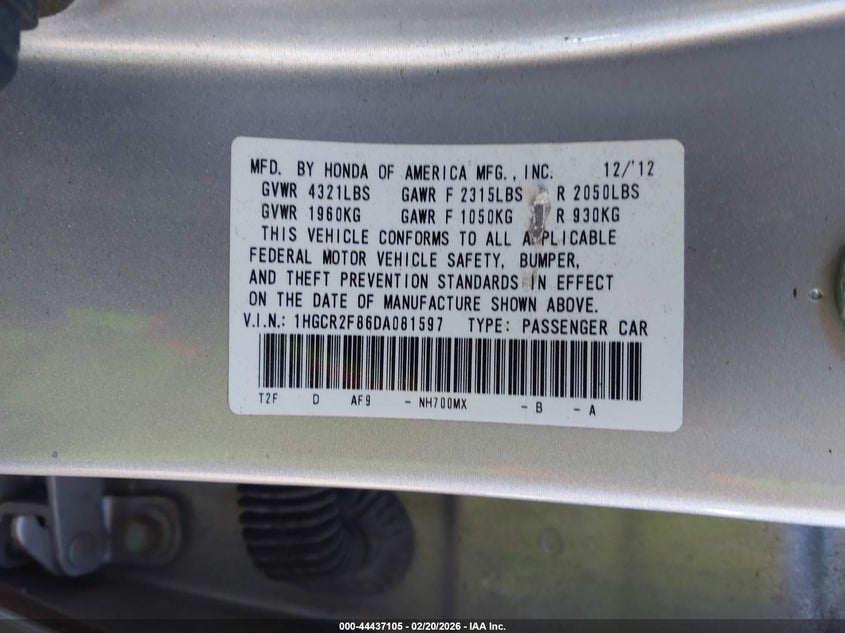 MFD. BY HONDA OF AMERICA MFG., INC. 12/'12
GVWR 4321LBS GAWR F 2315LBS R 2050LBS
GVWR 1960KG GAWR F 1050KG R 930KG
THIS VEHICLE CONFORMS TO ALL APPLICABLE
FEDERAL MOTOR VEHICLE SAFETY, BUMPER,
AND THEFT PREVENTION STANDARDS IN EFFECT
ON THE DATE OF MANUFACTURE SHOWN ABOVE.
V.I.N.: 1HGCR2F86DA081597 TYPE: PASSENGER CAR
T2F D AF9 - NH700MX - B - A
000-44437105 - 02/20/2026 - IAA Inc.